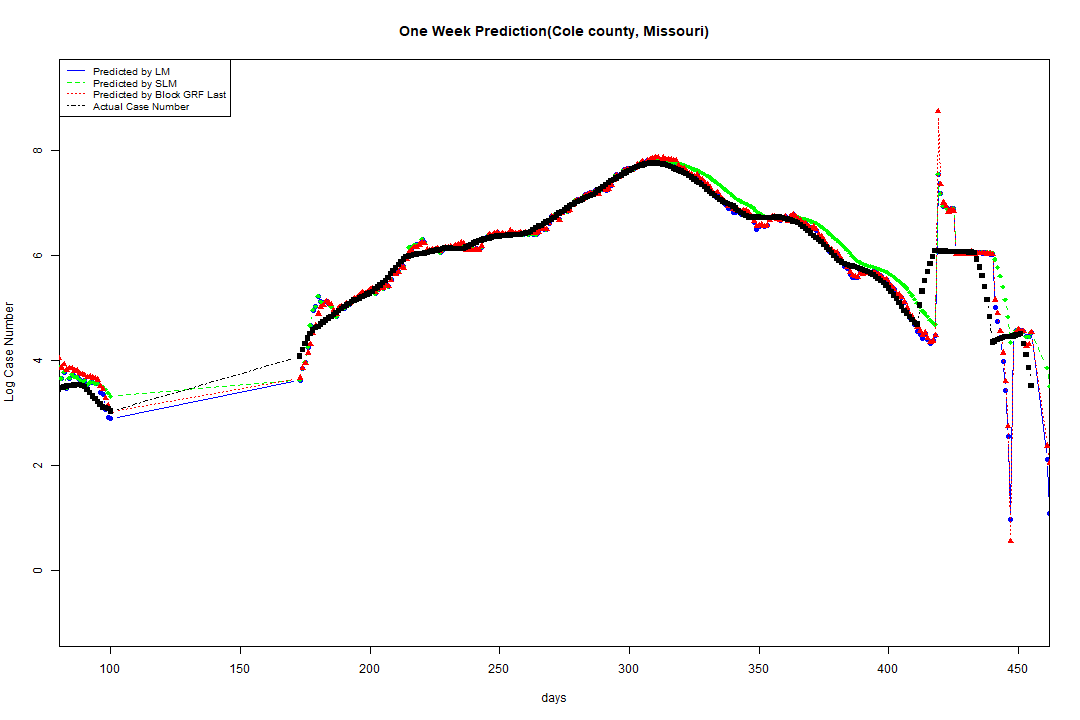 One Week Prediction(Cole county, Missouri)
Predicted by LM
Predicted by SLM
Predicted by Block GRF Last
Actual Case Number
8
6
4
2
0
Log Case Number
100 150 200 250 300 350 400 450
days